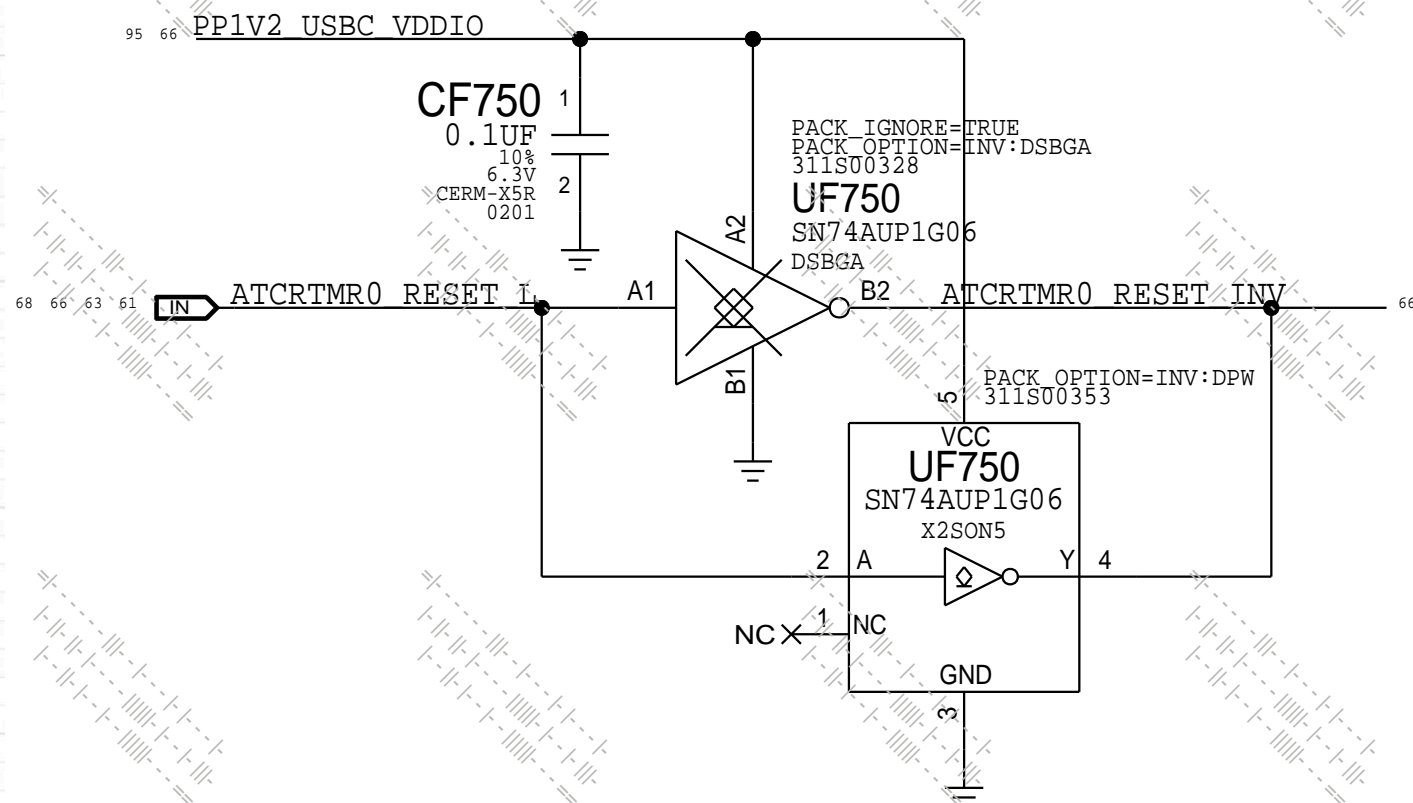 95 66 PP1V2_USBC_VDDIO
CF750
1
0.1UF
10%
6.3V
2
CERM-X5R
0201
PACK_IGNORE=TRUE
PACK_OPTION=INV:DSBGA
311S00328
UF750
SN74AUP1G06
DSBGA
A2
68 66 63 61 IN ATCRTMR0_RESET_L A1 B2 ATCRTMR0_RESET_INV 66
B1
PACK_OPTION=INV:DPW
311S00353
5
VCC
UF750
SN74AUP1G06
X2SON5
2 A Y 4
NC 1 NC
GND
3